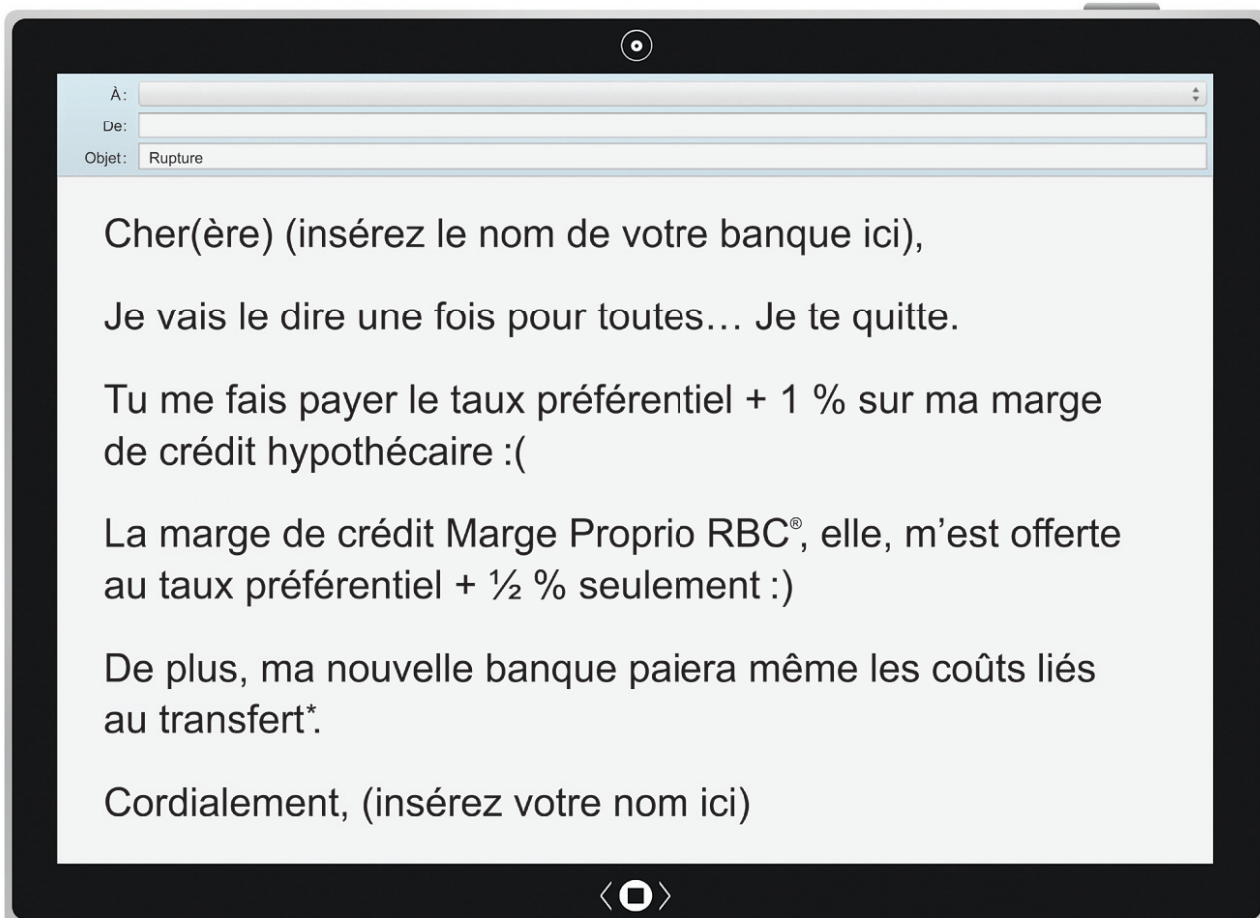 À:
De:
Objet: Rupture
Cher(ère) (insérez le nom de votre banque ici),
Je vais le dire une fois pour toutes… Je te quitte.
Tu me fais payer le taux préférentiel + 1 % sur ma marge
de crédit hypothécaire :(
La marge de crédit Marge Proprio RBC®, elle, m’est offerte
au taux préférentiel + ½ % seulement :)
De plus, ma nouvelle banque paiera même les coûts liés
au transfert*.
Cordialement, (insérez votre nom ici)